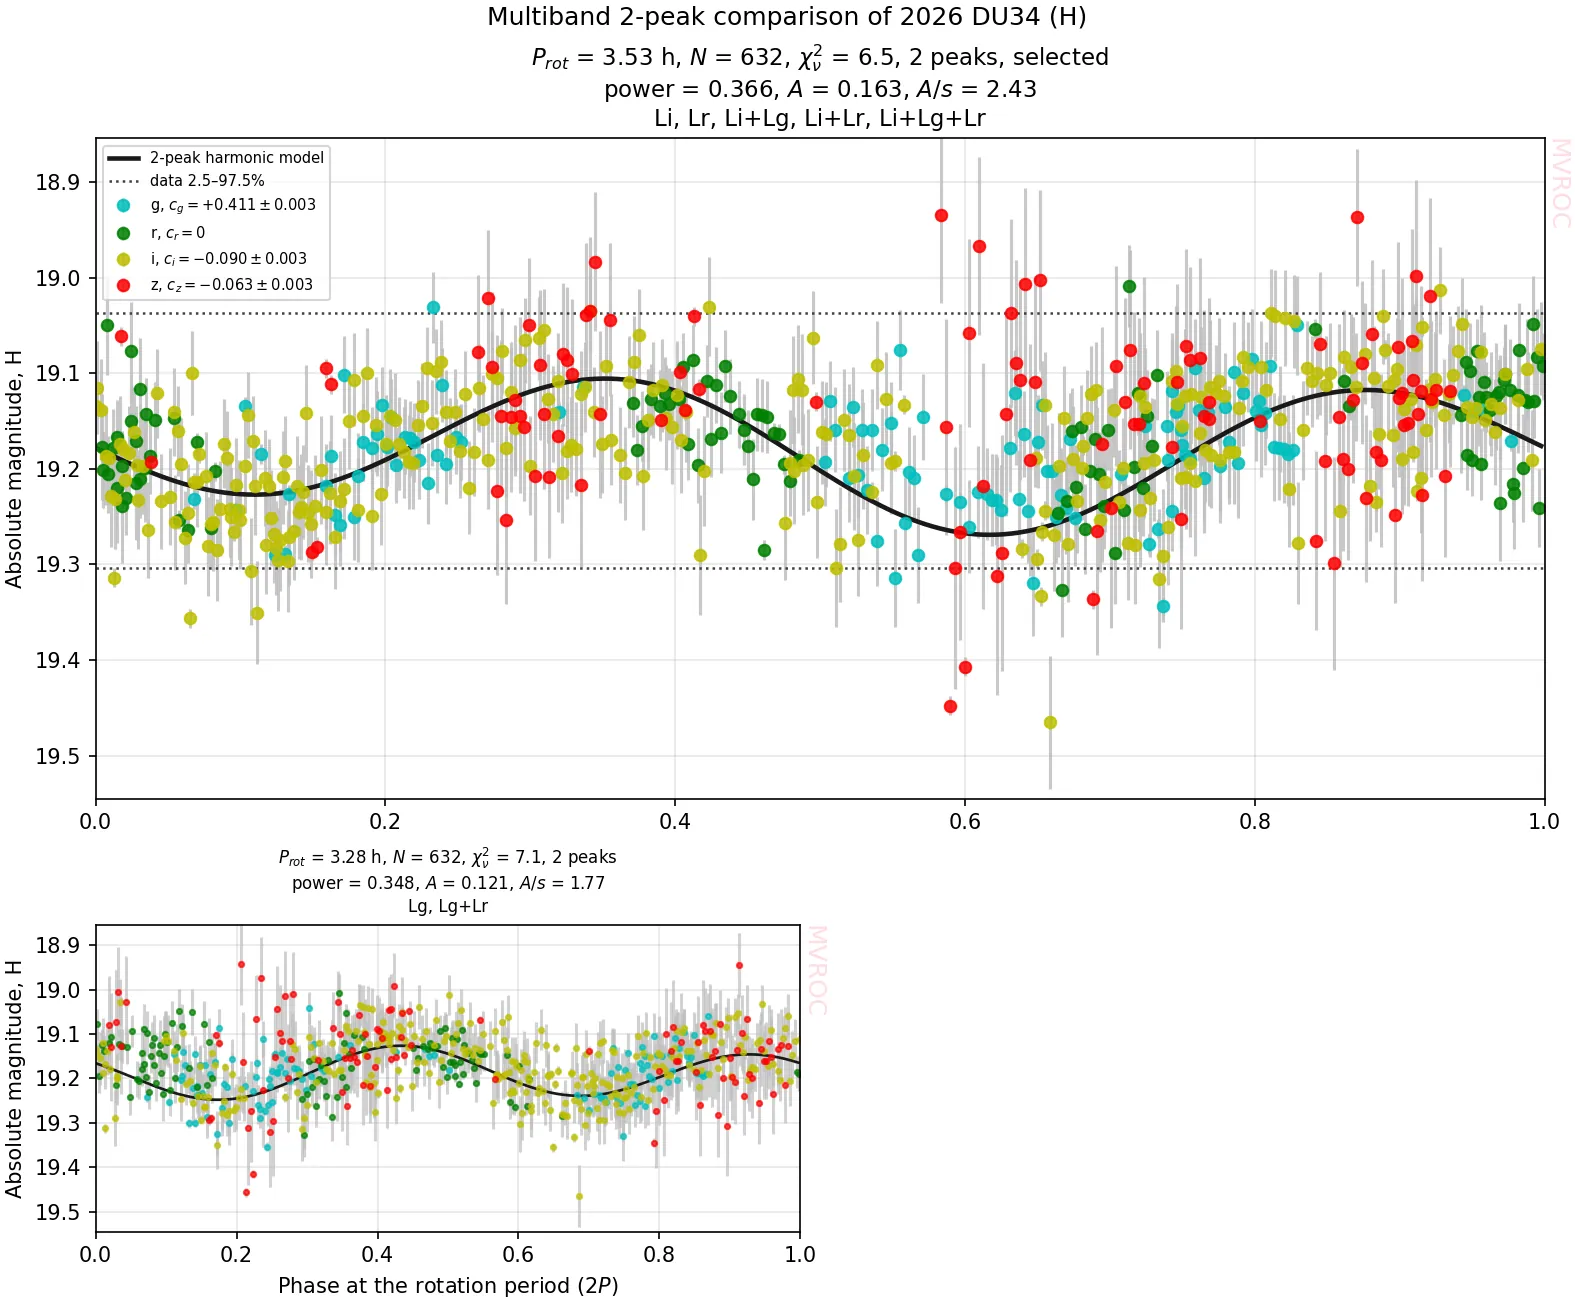 Multiband 2-peak comparison of 2026 DU34 (H)
P_rot = 3.53 h, N = 632, χ²_ν = 6.5, 2 peaks, selected
power = 0.366, A = 0.163, A/s = 2.43
Li, Lr, Li+Lg, Li+Lr, Li+Lg+Lr
2-peak harmonic model
data 2.5–97.5%
g, c_g = +0.411 ± 0.003
r, c_r = 0
i, c_i = −0.090 ± 0.003
z, c_z = −0.063 ± 0.003
MVROC
Absolute magnitude, H
18.9
19.0
19.1
19.2
19.3
19.4
19.5
0.0 0.2 0.4 0.6 0.8 1.0
P_rot = 3.28 h, N = 632, χ²_ν = 7.1, 2 peaks
power = 0.348, A = 0.121, A/s = 1.77
Lg, Lg+Lr
MVROC
Absolute magnitude, H
18.9
19.0
19.1
19.2
19.3
19.4
19.5
0.0 0.2 0.4 0.6 0.8 1.0
Phase at the rotation period (2P)